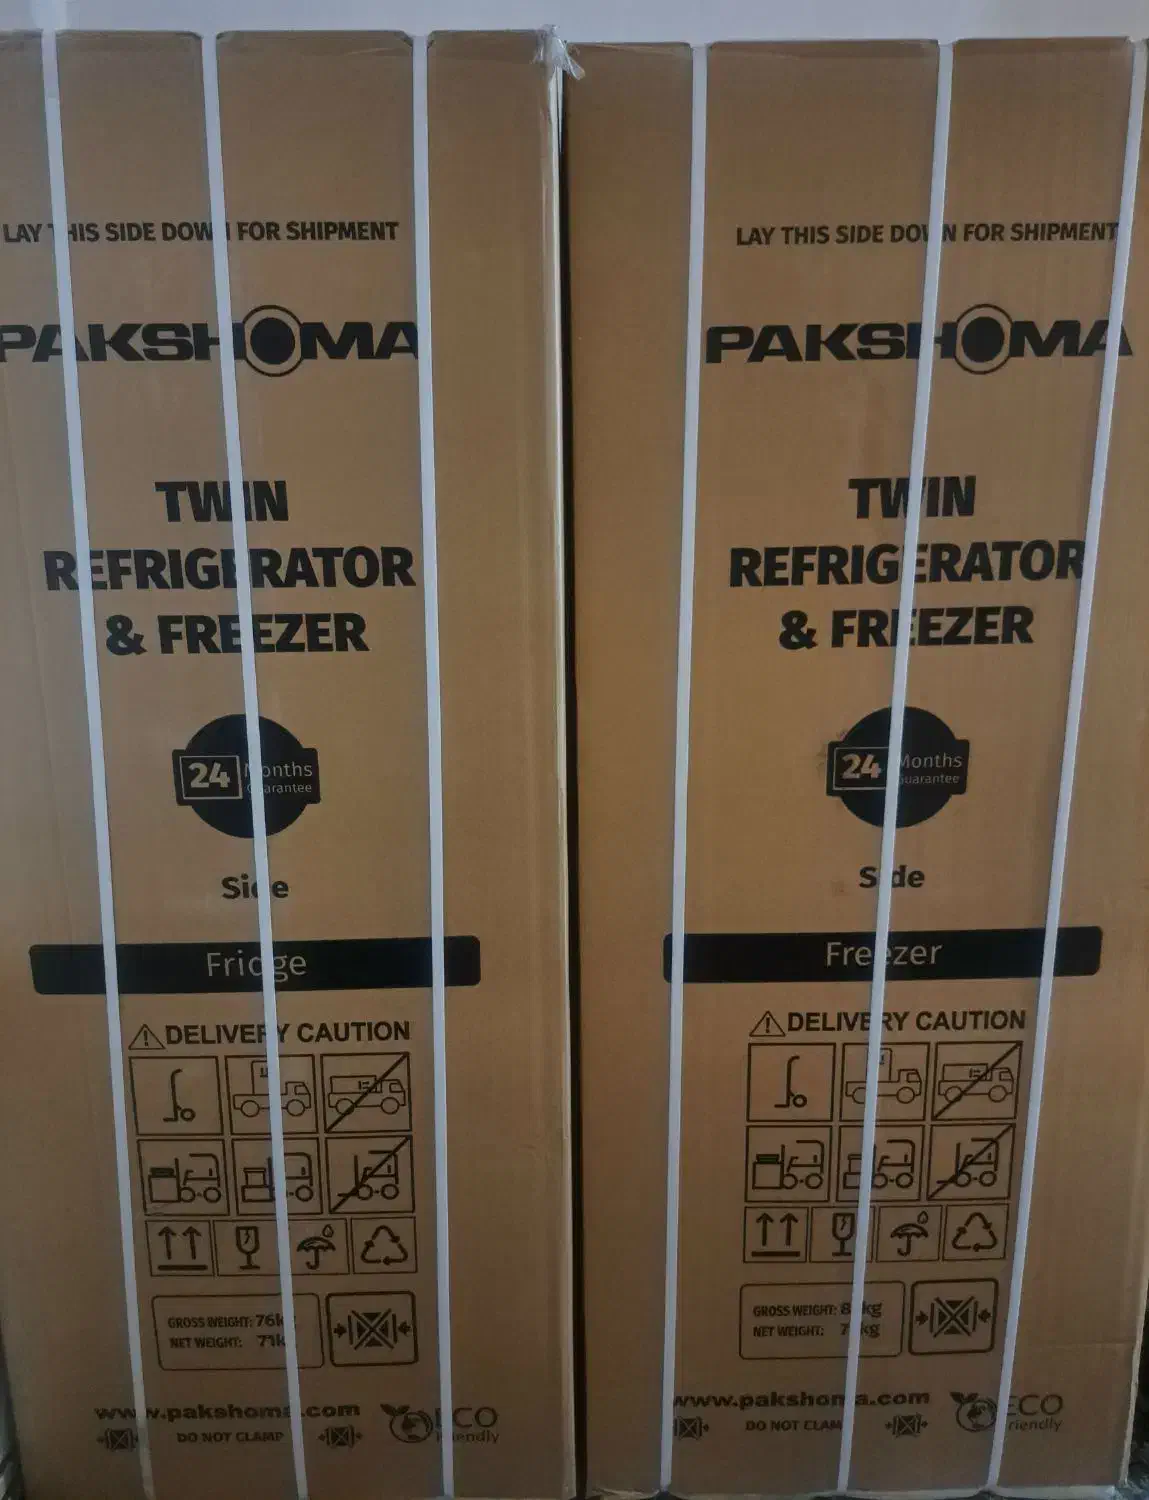 LAY THIS SIDE DOWN FOR SHIPMENT
PAKSHOMA
TWIN
REFRIGERATOR
& FREEZER
24 Months
Guarantee
Side
Fridge
DELIVERY CAUTION
GROSS WEIGHT: 76kg
NET WEIGHT: 71k
www.pakshoma.com
DO NOT CLAMP
ECO
friendly
LAY THIS SIDE DOWN FOR SHIPMENT
PAKSHOMA
TWIN
REFRIGERATOR
& FREEZER
24 Months
Guarantee
Side
Freezer
DELIVERY CAUTION
GROSS WEIGHT: kg
NET WEIGHT: kg
www.pakshoma.com
DO NOT CLAMP
ECO
friendly